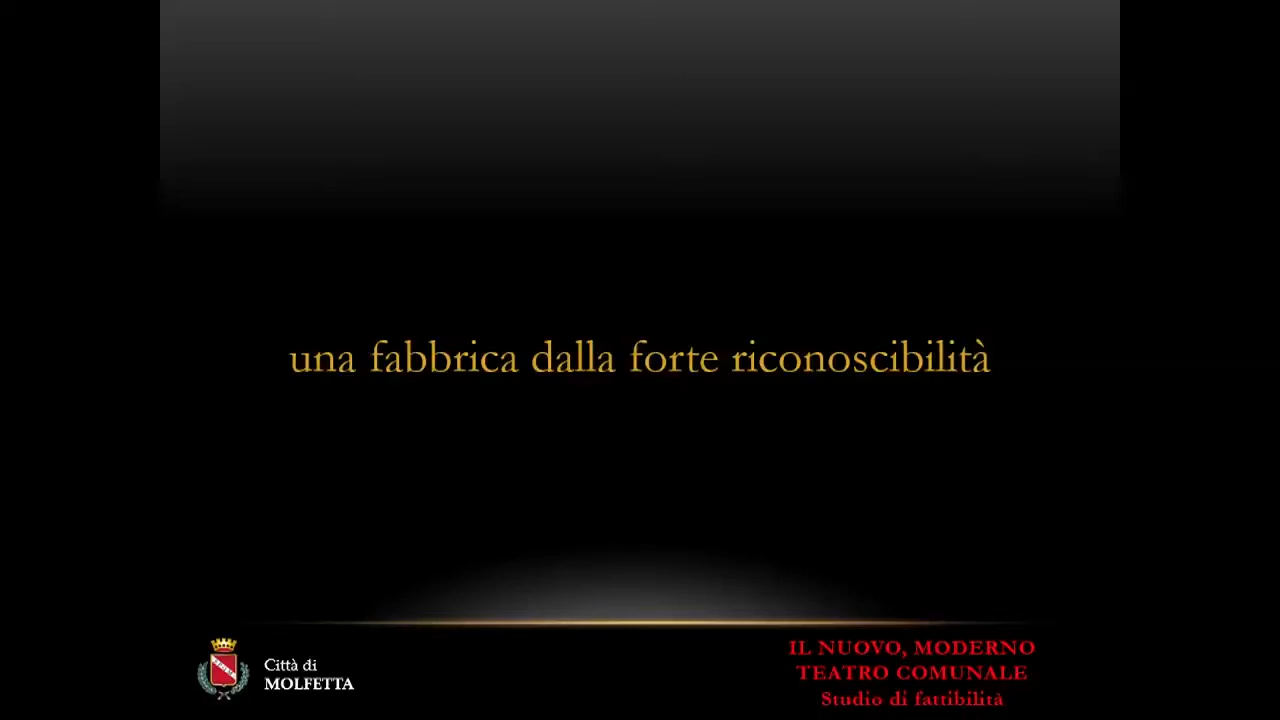 una fabbrica dalla forte riconoscibilità
Città di
MOLFETTA
IL NUOVO, MODERNO
TEATRO COMUNALE
Studio di fattibilità